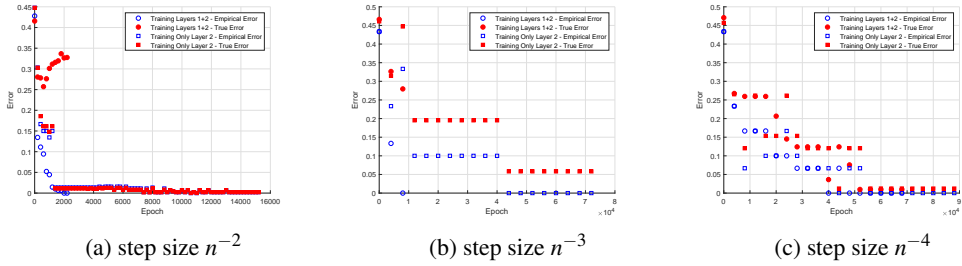 Training Layers 1+2 - Empirical Error
Training Layers 1+2 - True Error
Training Only Layer 2 - Empirical Error
Training Only Layer 2 - True Error
0.45
0.4
0.35
0.3
0.25
0.2
0.15
0.1
0.05
0
Error
0 2000 4000 6000 8000 10000 12000 14000 16000
Epoch
(a) step size n⁻²
Training Layers 1+2 - Empirical Error
Training Layers 1+2 - True Error
Training Only Layer 2 - Empirical Error
Training Only Layer 2 - True Error
0.5
0.45
0.4
0.35
0.3
0.25
0.2
0.15
0.1
0.05
0
Error
0 1 2 3 4 5 6 7 8
Epoch
×10⁴
(b) step size n⁻³
Training Layers 1+2 - Empirical Error
Training Layers 1+2 - True Error
Training Only Layer 2 - Empirical Error
Training Only Layer 2 - True Error
0.5
0.45
0.4
0.35
0.3
0.25
0.2
0.15
0.1
0.05
0
Error
0 1 2 3 4 5 6 7 8 9
Epoch
×10⁴
(c) step size n⁻⁴